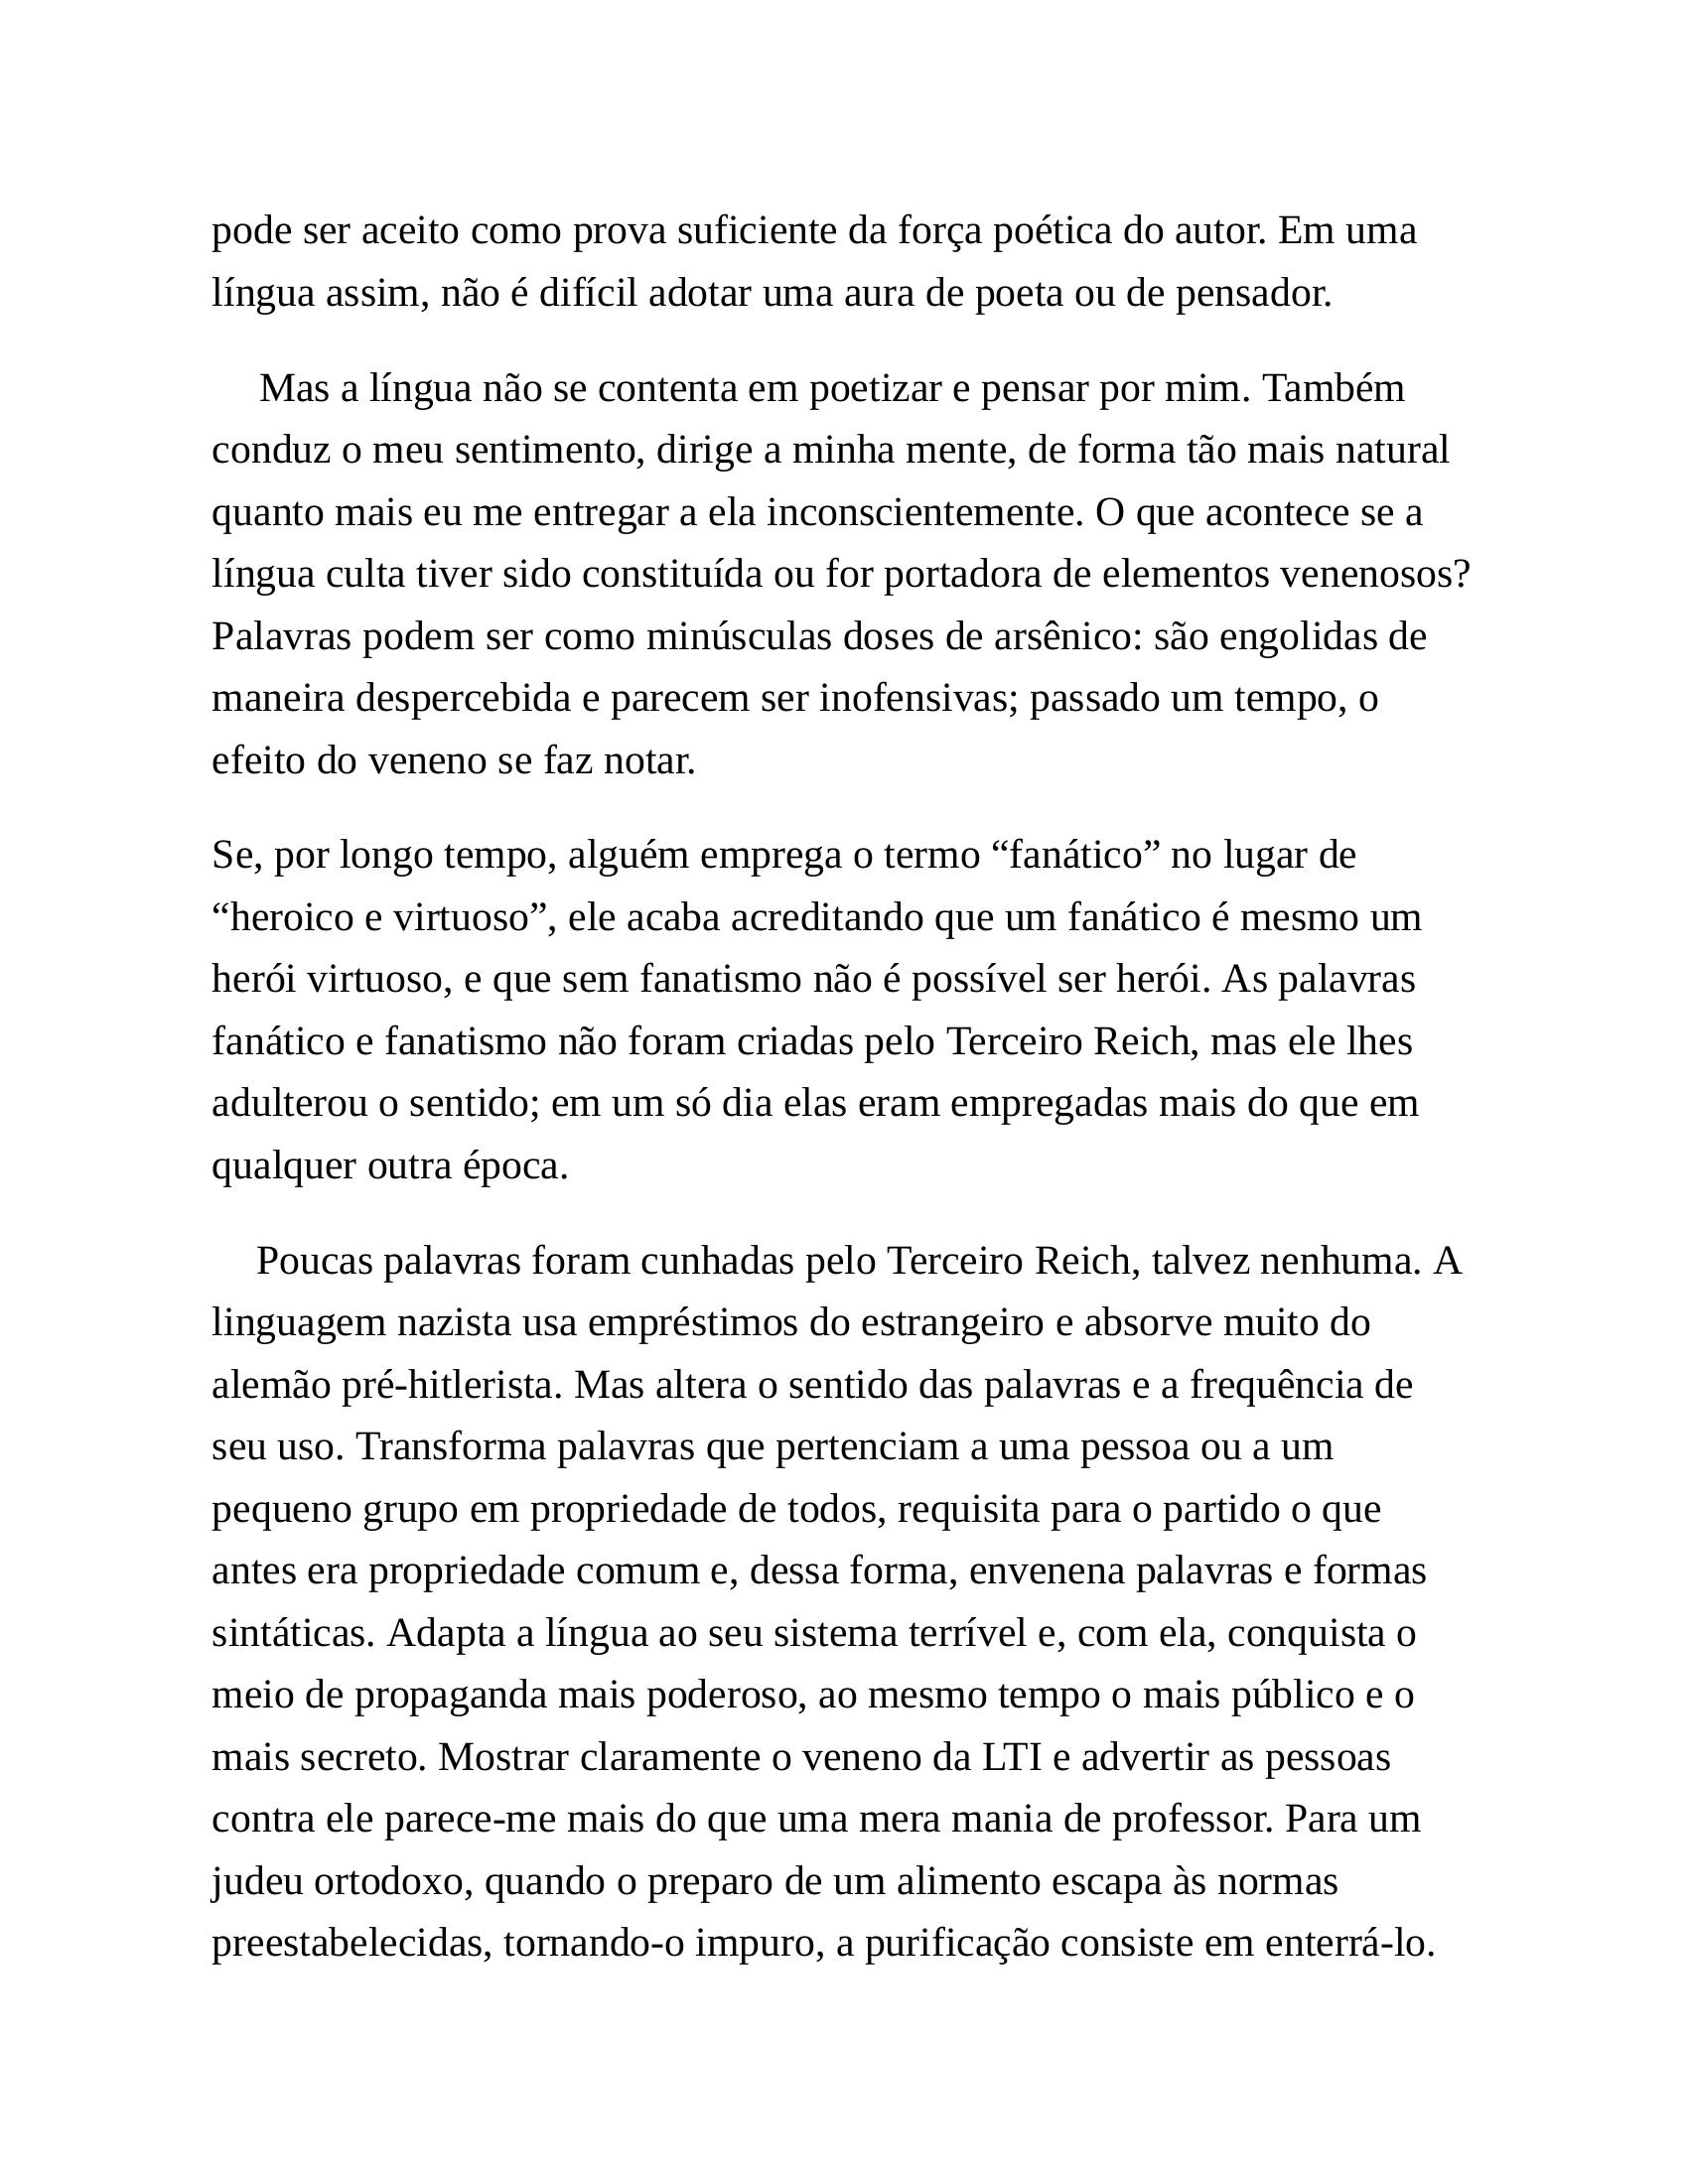 pode ser aceito como prova suficiente da força poética do autor. Em uma
língua assim, não é difícil adotar uma aura de poeta ou de pensador.
Mas a língua não se contenta em poetizar e pensar por mim. Também
conduz o meu sentimento, dirige a minha mente, de forma tão mais natural
quanto mais eu me entregar a ela inconscientemente. O que acontece se a
língua culta tiver sido constituída ou for portadora de elementos venenosos?
Palavras podem ser como minúsculas doses de arsênico: são engolidas de
maneira despercebida e parecem ser inofensivas; passado um tempo, o
efeito do veneno se faz notar.
Se, por longo tempo, alguém emprega o termo “fanático” no lugar de
“heroico e virtuoso”, ele acaba acreditando que um fanático é mesmo um
herói virtuoso, e que sem fanatismo não é possível ser herói. As palavras
fanático e fanatismo não foram criadas pelo Terceiro Reich, mas ele lhes
adulterou o sentido; em um só dia elas eram empregadas mais do que em
qualquer outra época.
Poucas palavras foram cunhadas pelo Terceiro Reich, talvez nenhuma. A
linguagem nazista usa empréstimos do estrangeiro e absorve muito do
alemão pré-hitlerista. Mas altera o sentido das palavras e a frequência de
seu uso. Transforma palavras que pertenciam a uma pessoa ou a um
pequeno grupo em propriedade de todos, requisita para o partido o que
antes era propriedade comum e, dessa forma, envenena palavras e formas
sintáticas. Adapta a língua ao seu sistema terrível e, com ela, conquista o
meio de propaganda mais poderoso, ao mesmo tempo o mais público e o
mais secreto. Mostrar claramente o veneno da LTI e advertir as pessoas
contra ele parece-me mais do que uma mera mania de professor. Para um
judeu ortodoxo, quando o preparo de um alimento escapa às normas
preestabelecidas, tornando-o impuro, a purificação consiste em enterrá-lo.